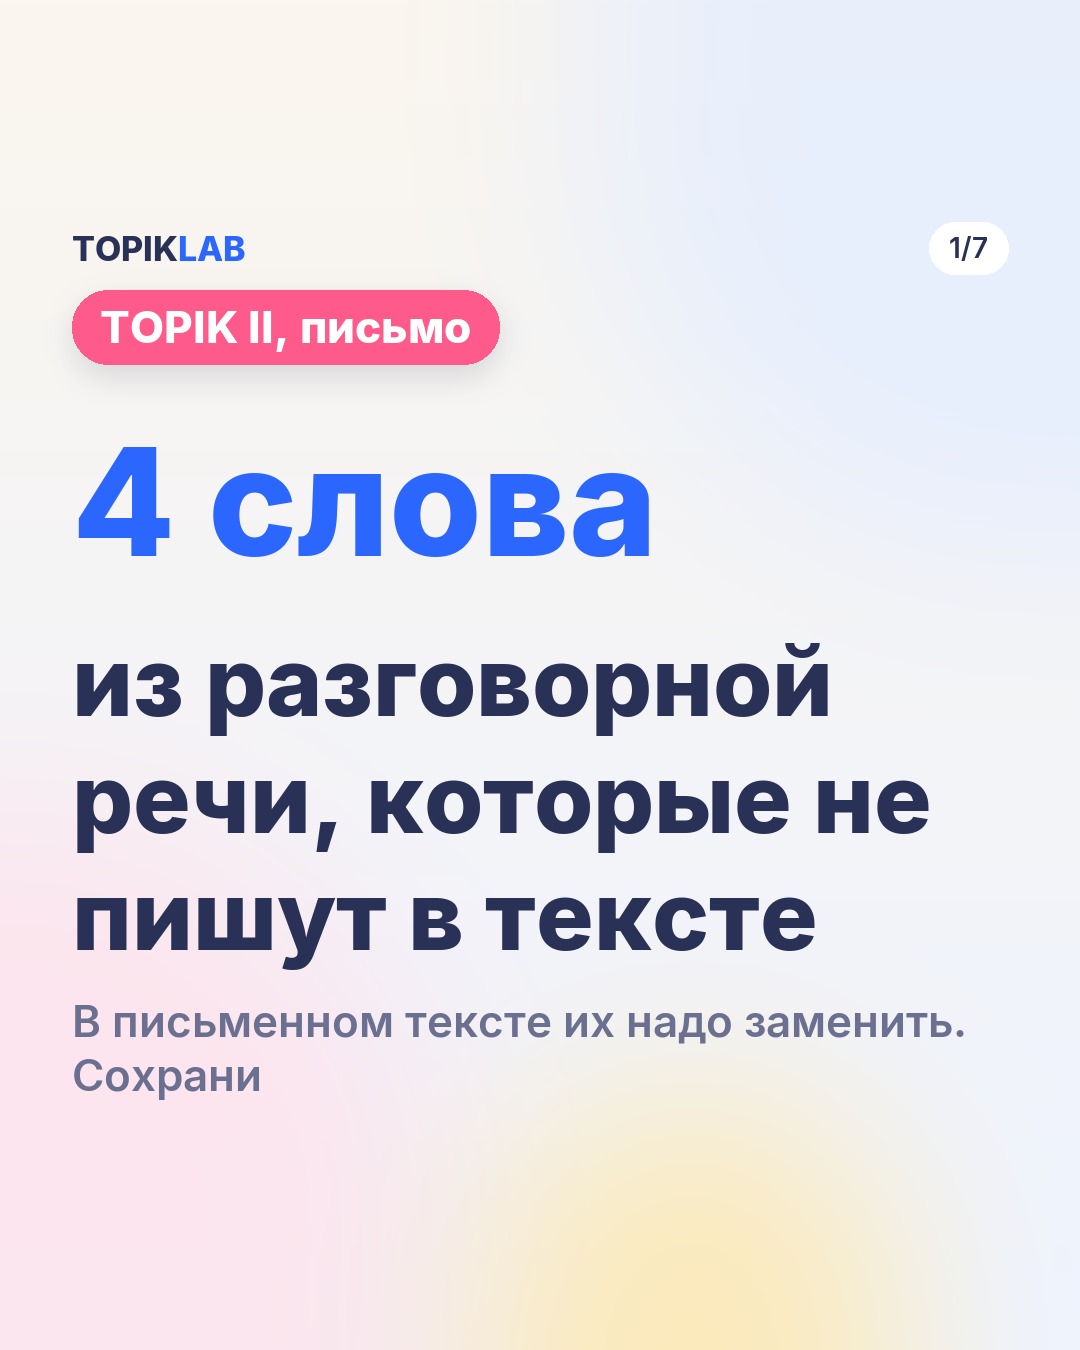 TOPIKLAB
1/7
TOPIK II, письмо
4 слова
из разговорной
речи, которые не
пишут в тексте
В письменном тексте их надо заменить.
Сохрани